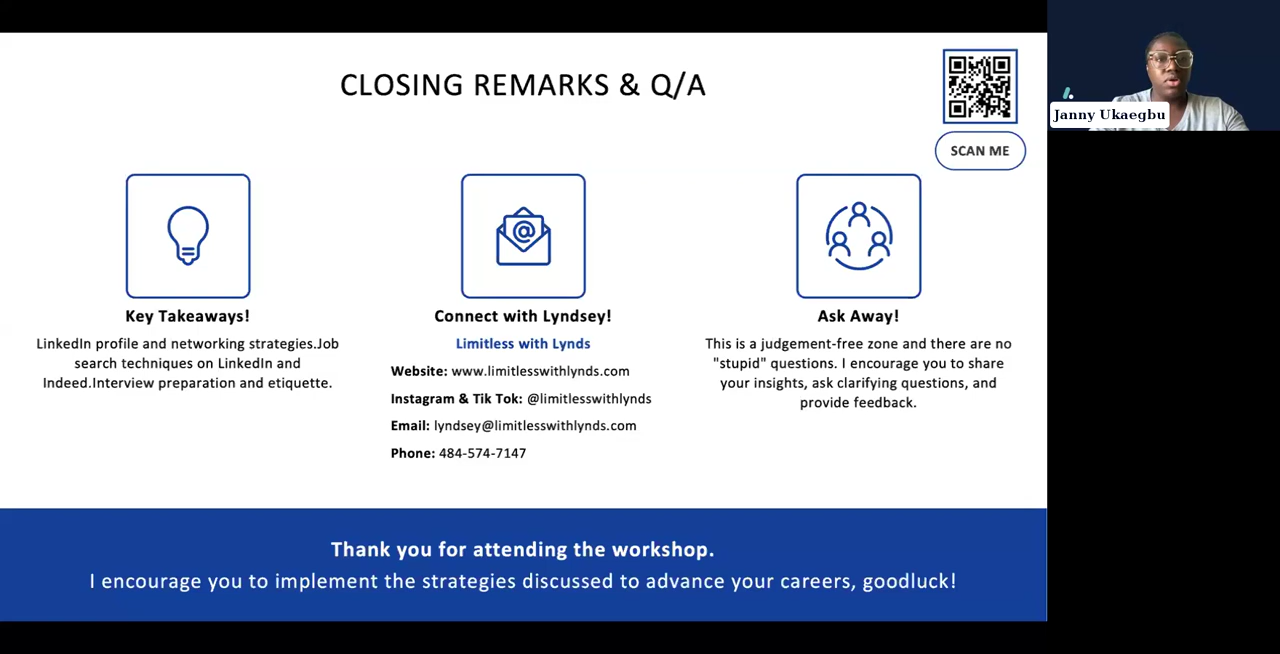 CLOSING REMARKS & Q/A
SCAN ME
Janny Ukaegbu
Key Takeaways!
LinkedIn profile and networking strategies.Job
search techniques on LinkedIn and
Indeed.Interview preparation and etiquette.
Connect with Lyndsey!
Limitless with Lynds
Website: www.limitlesswithlynds.com
Instagram & Tik Tok: @limitlesswithlynds
Email: lyndsey@limitlesswithlynds.com
Phone: 484-574-7147
Ask Away!
This is a judgement-free zone and there are no
"stupid" questions. I encourage you to share
your insights, ask clarifying questions, and
provide feedback.
Thank you for attending the workshop.
I encourage you to implement the strategies discussed to advance your careers, goodluck!